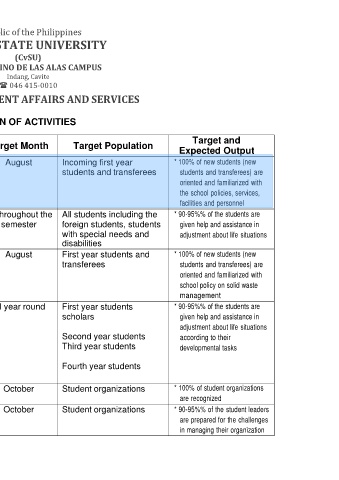 lic of the Philippines
STATE UNIVERSITY
(CvSU)
INO DE LAS ALAS CAMPUS
Indang, Cavite
☎ 046 415-0010
ENT AFFAIRS AND SERVICES
N OF ACTIVITIES
rget Month
Target Population
Target and
Expected Output
August
Incoming first year
students and transferees
* 100% of new students (new
students and transferees) are
oriented and familiarized with
the school policies, services,
facilities and personnel
hroughout the
semester
All students including the
foreign students, students
with special needs and
disabilities
* 90-95%% of the students are
given help and assistance in
adjustment about life situations
August
First year students and
transferees
* 100% of new students (new
students and transferees) are
oriented and familiarized with
school policy on solid waste
management
l year round
First year students
scholars
Second year students
Third year students
Fourth year students
* 90-95%% of the students are
given help and assistance in
adjustment about life situations
according to their
developmental tasks
October
Student organizations
* 100% of student organizations
are recognized
October
Student organizations
* 90-95%% of the student leaders
are prepared for the challenges
in managing their organization